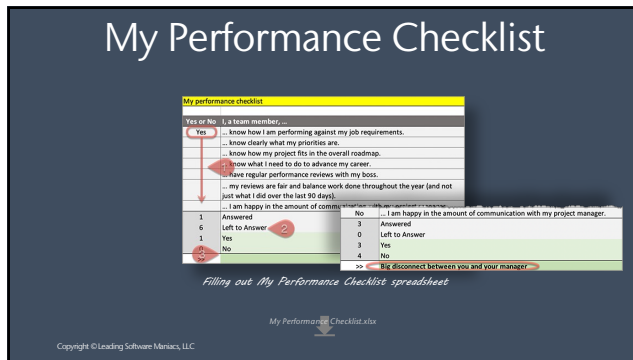 My Performance Checklist
My performance checklist
Yes or No I, a team member, ...
Yes ... know how I am performing against my job requirements.
... know clearly what my priorities are.
... know how my project fits in the overall roadmap.
... know what I need to do to advance my career.
1
... have regular performance reviews with my boss.
... my reviews are fair and balance work done throughout the year (and not
just what I did over the last 90 days).
... I am happy in the amount of communication with my project manager.
1 Answered
6 Left to Answer 2
1 Yes
0 No
3
>>
No ... I am happy in the amount of communication with my project manager.
3 Answered
0 Left to Answer
3 Yes
4 No
>> Big disconnect between you and your manager
Filling out My Performance Checklist spreadsheet
My Performance Checklist.xlsx
Copyright © Leading Software Maniacs, LLC